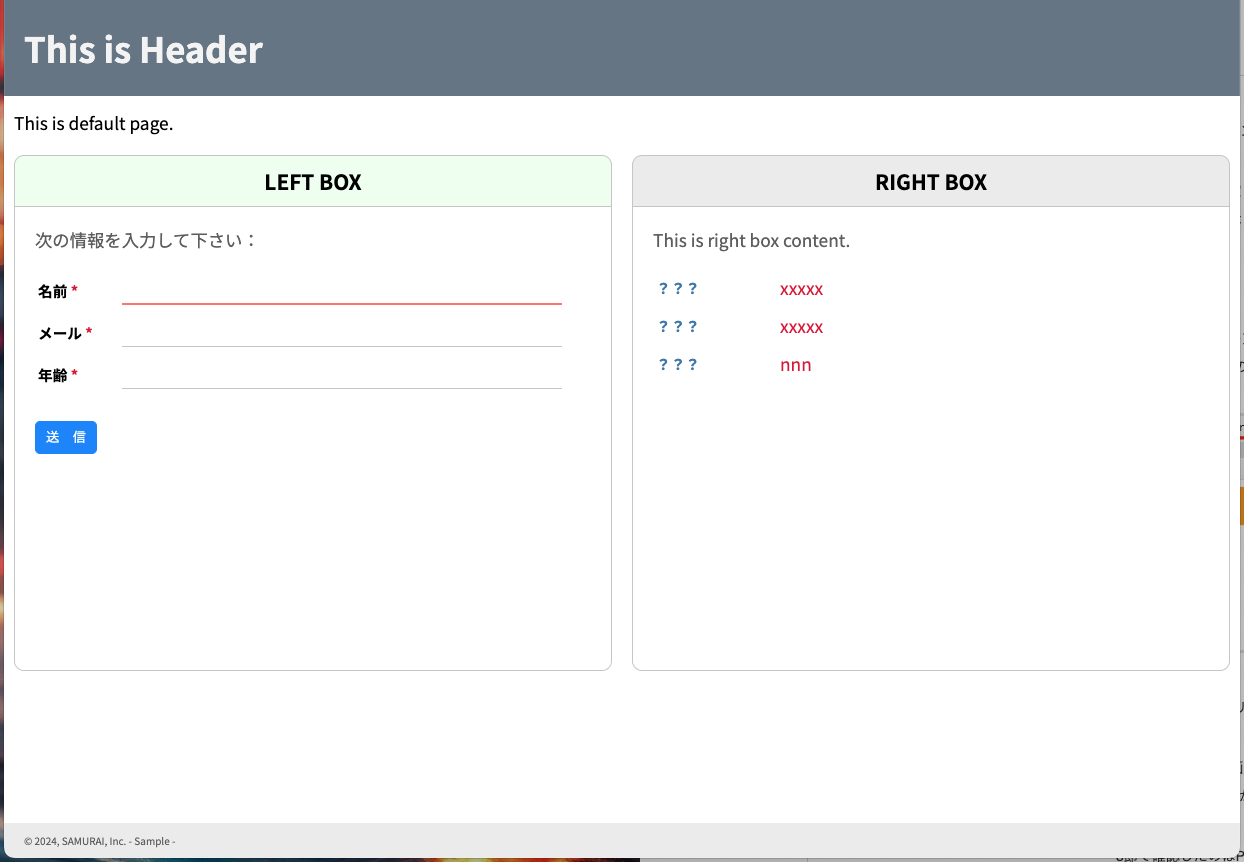 This is Header
This is default page.
LEFT BOX
次の情報を入力して下さい：
名前 *
メール *
年齢 *
送　信
RIGHT BOX
This is right box content.
？？？ xxxxx
？？？ xxxxx
？？？ nnn
© 2024, SAMURAI, Inc. - Sample -